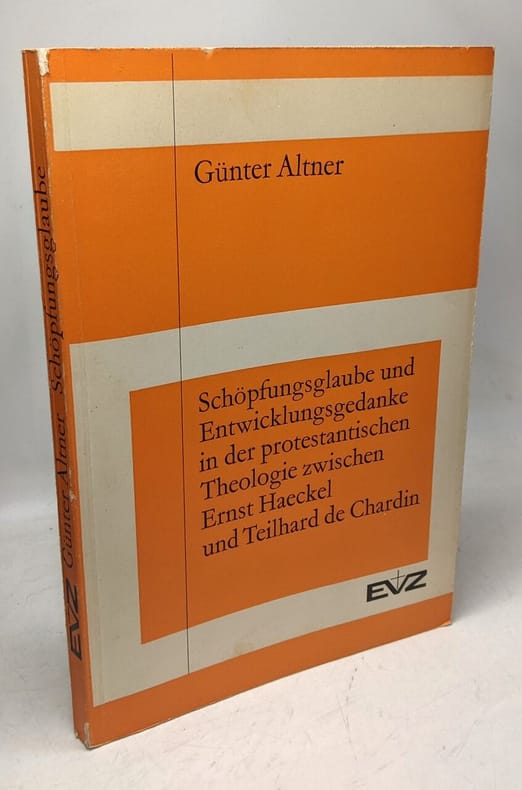 Günter Altner
Schöpfungsglaube und
Entwicklungsgedanke
in der protestantischen
Theologie zwischen
Ernst Haeckel
und Teilhard de Chardin
EVZ
EVZ Günter Altner Schöpfungsglaube